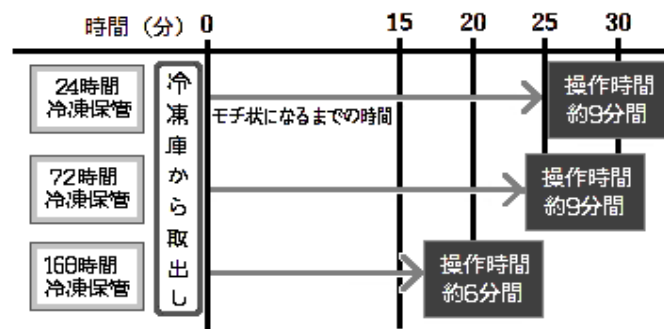 時間（分） 0 15 20 25 30
24時間
冷凍保管
冷凍庫から取出し
モチ状になるまでの時間
操作時間
約9分間
72時間
冷凍保管
操作時間
約9分間
168時間
冷凍保管
操作時間
約6分間